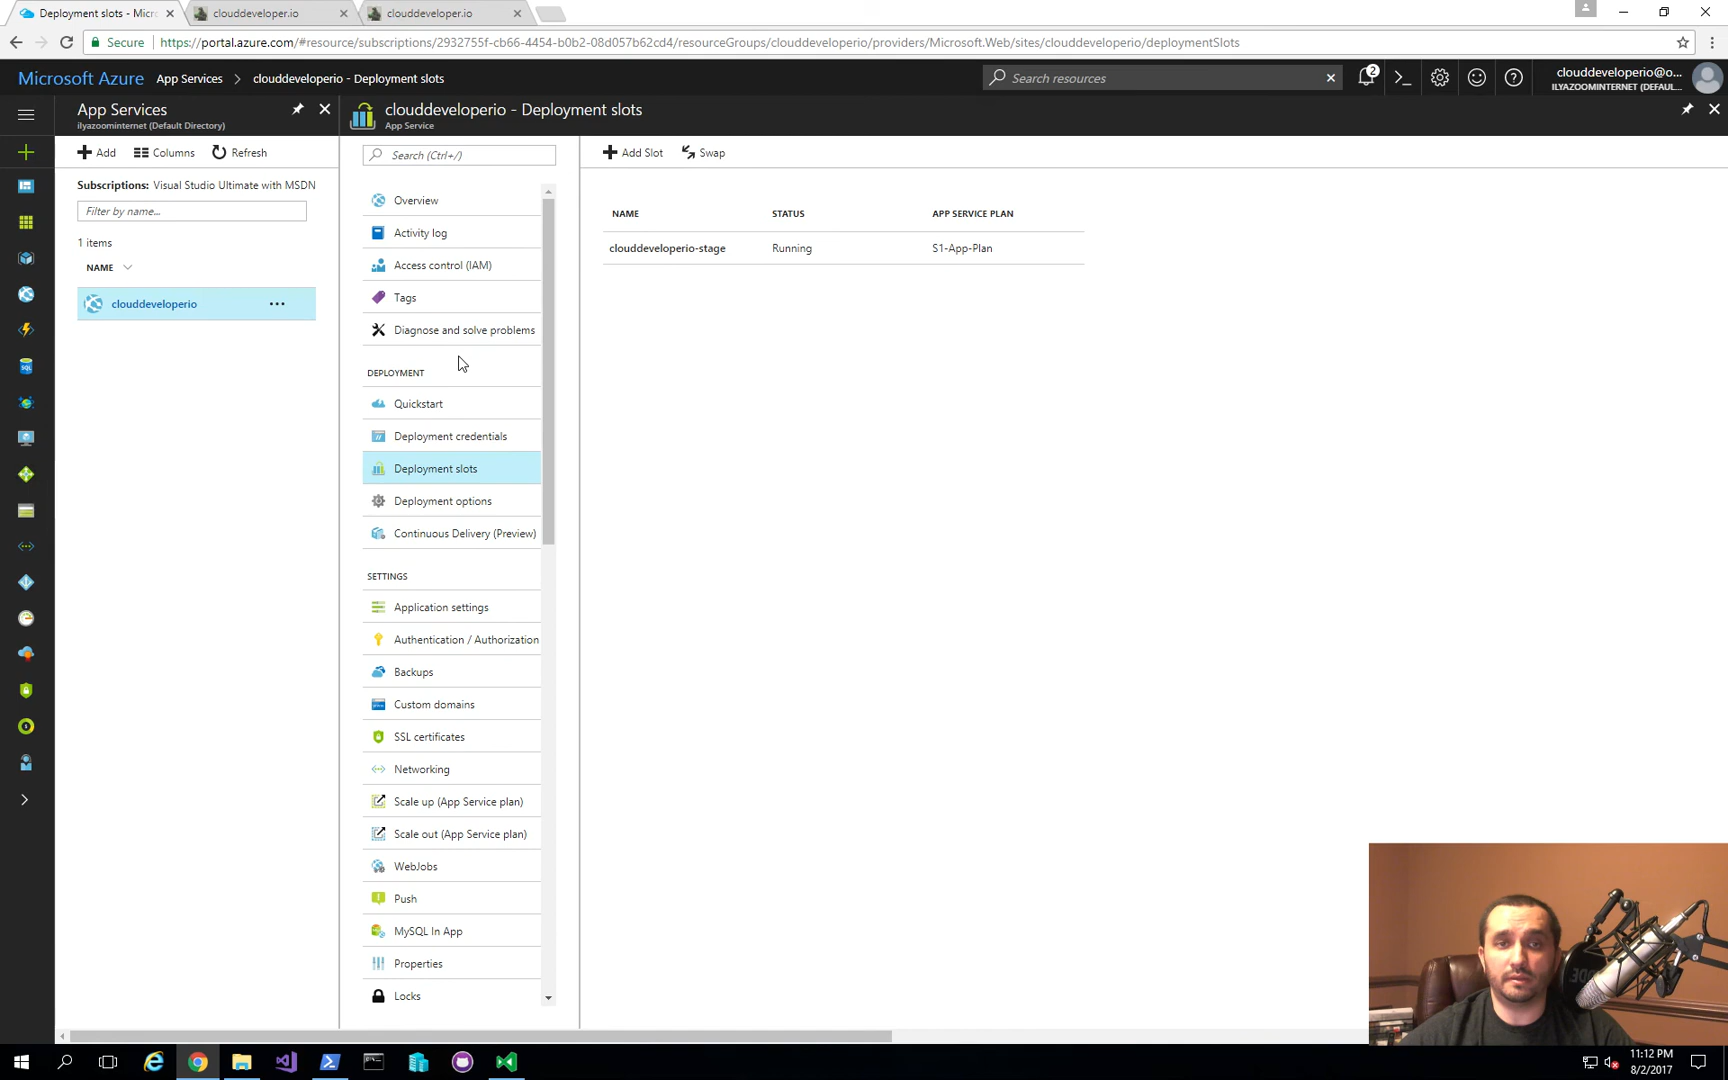 Deployment slots - Micro
clouddeveloper.io
clouddeveloper.io
Secure
https://portal.azure.com/#resource/subscriptions/2932755f-cb66-4454-b0b2-08d057b62cd4/resourceGroups/clouddeveloperio/providers/Microsoft.Web/sites/clouddeveloperio/deploymentSlots
Microsoft Azure
App Services > clouddeveloperio - Deployment slots
Search resources
2
clouddeveloperio@o...
ILYAZOOMINTERNET (DEFAUL...
App Services
ilyazoominternet (Default Directory)
Add
Columns
Refresh
Subscriptions: Visual Studio Ultimate with MSDN
Filter by name...
1 items
NAME
clouddeveloperio
...
clouddeveloperio - Deployment slots
App Service
Search (Ctrl+/)
Overview
Activity log
Access control (IAM)
Tags
Diagnose and solve problems
DEPLOYMENT
Quickstart
Deployment credentials
Deployment slots
Deployment options
Continuous Delivery (Preview)
SETTINGS
Application settings
Authentication / Authorization
Backups
Custom domains
SSL certificates
Networking
Scale up (App Service plan)
Scale out (App Service plan)
WebJobs
Push
MySQL In App
Properties
Locks
Add Slot
Swap
NAME STATUS APP SERVICE PLAN
clouddeveloperio-stage Running S1-App-Plan
11:12 PM
8/2/2017